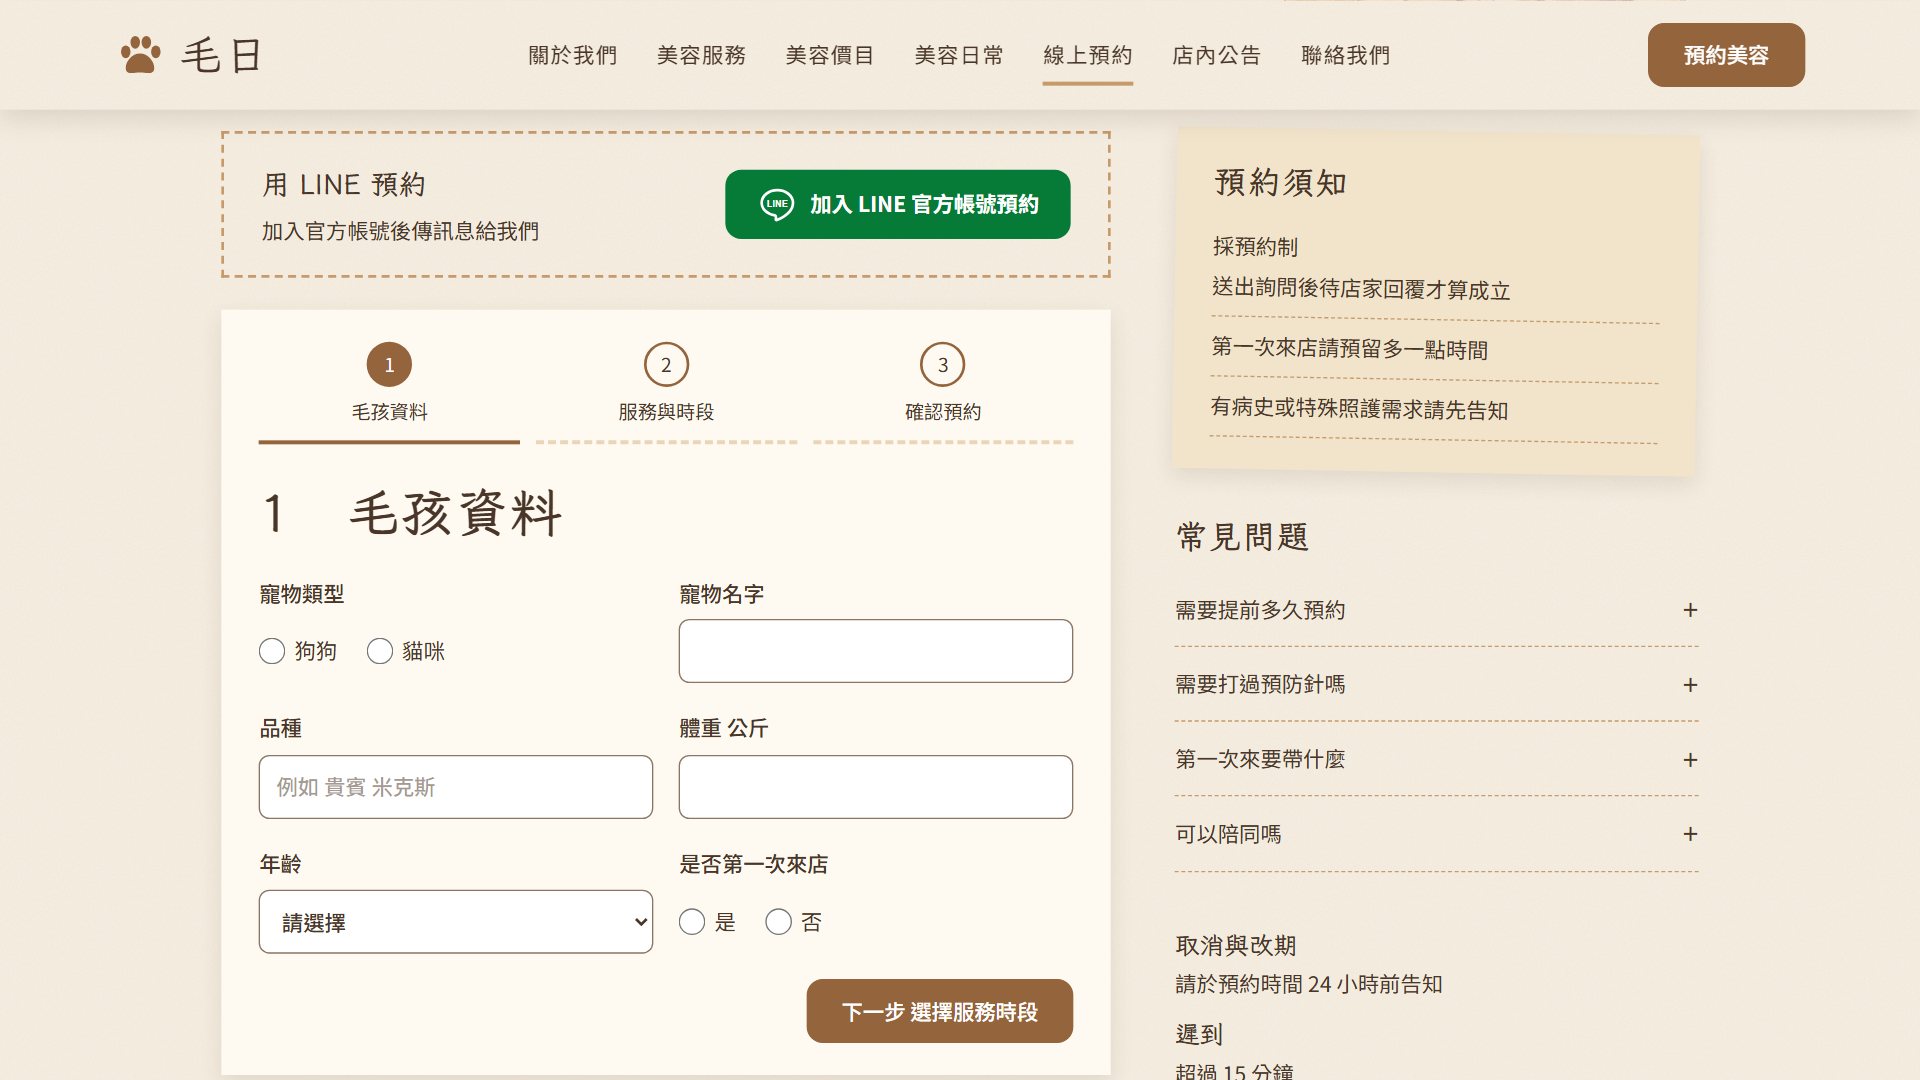 毛日
關於我們 美容服務 美容價目 美容日常 線上預約 店內公告 聯絡我們
預約美容
用 LINE 預約
加入官方帳號後傳訊息給我們
LINE 加入 LINE 官方帳號預約
1 2 3
毛孩資料 服務與時段 確認預約
1 毛孩資料
寵物類型
狗狗 貓咪
寵物名字
品種
例如 貴賓 米克斯
體重 公斤
年齡
請選擇
是否第一次來店
是 否
下一步 選擇服務時段
預約須知
採預約制
送出詢問後待店家回覆才算成立
第一次來店請預留多一點時間
有病史或特殊照護需求請先告知
常見問題
需要提前多久預約 +
需要打過預防針嗎 +
第一次來要帶什麼 +
可以陪同嗎 +
取消與改期
請於預約時間 24 小時前告知
遲到
超過 15 分鐘